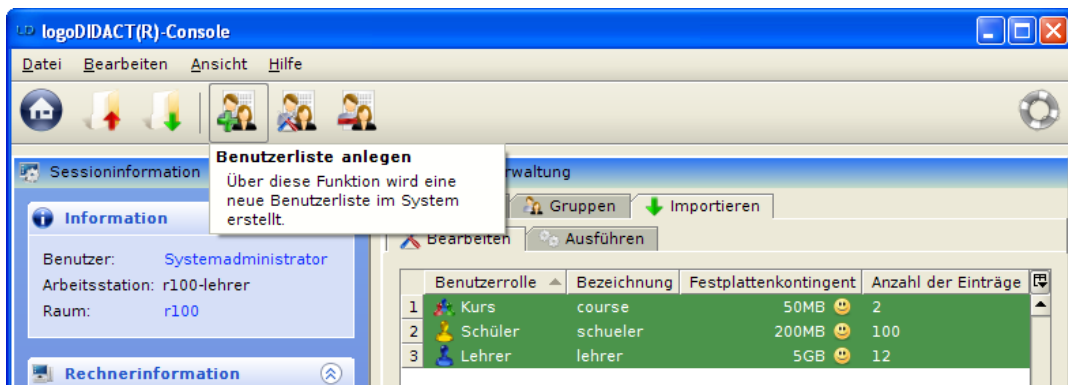 LD logoDIDACT(R)-Console
Datei Bearbeiten Ansicht Hilfe
Benutzerliste anlegen
Über diese Funktion wird eine
neue Benutzerliste im System
erstellt.
Sessioninformation
rwaltung
Information
Gruppen Importieren
Bearbeiten Ausführen
Benutzer: Systemadministrator
Arbeitsstation: r100-lehrer
Raum: r100
Rechnerinformation
Benutzerrolle Bezeichnung Festplattenkontingent Anzahl der Einträge
1 Kurs course 50MB 2
2 Schüler schueler 200MB 100
3 Lehrer lehrer 5GB 12